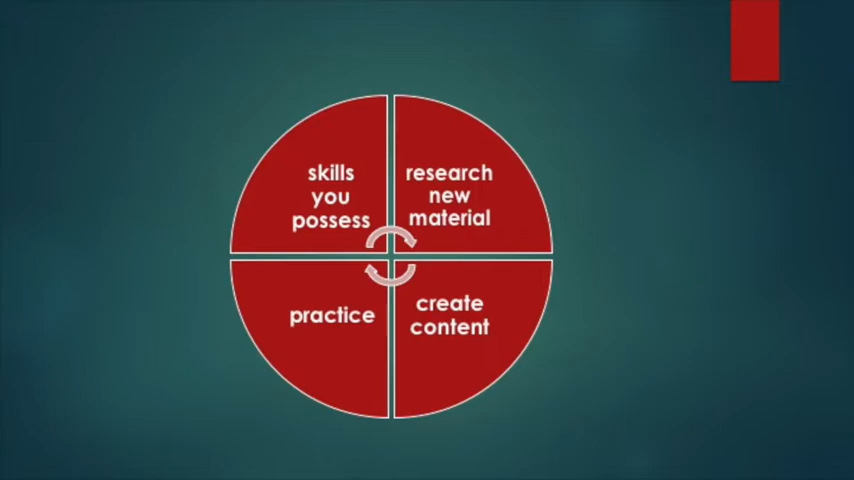 skills
you
possess
research
new
material
practice
create
content